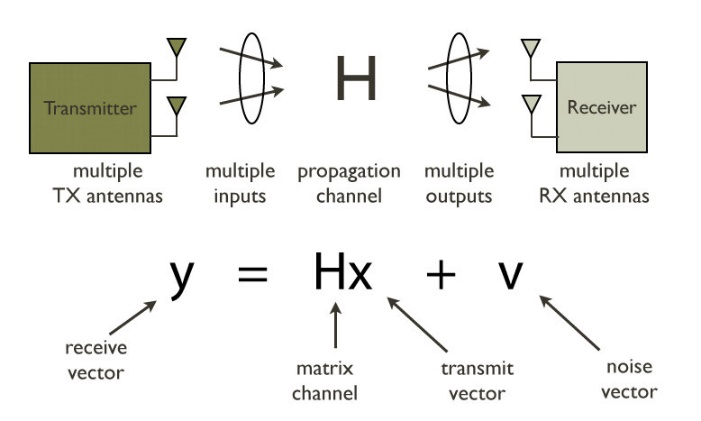 Transmitter
H
Receiver
multiple
TX antennas
multiple
inputs
propagation
channel
multiple
outputs
multiple
RX antennas
y = Hx + v
receive
vector
matrix
channel
transmit
vector
noise
vector